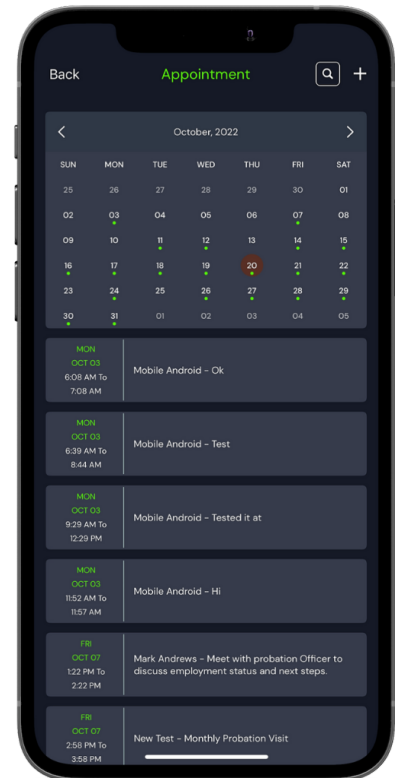 Back Appointment
October, 2022
SUN MON TUE WED THU FRI SAT
25 26 27 28 29 30 01
02 03 04 05 06 07 08
09 10 11 12 13 14 15
16 17 18 19 20 21 22
23 24 25 26 27 28 29
30 31 01 02 03 04 05
MON
OCT 03
6:08 AM To
7:08 AM
Mobile Android - Ok
MON
OCT 03
6:39 AM To
8:44 AM
Mobile Android - Test
MON
OCT 03
9:29 AM To
12:29 PM
Mobile Android - Tested it at
MON
OCT 03
11:52 AM To
11:57 AM
Mobile Android - Hi
FRI
OCT 07
1:22 PM To
2:22 PM
Mark Andrews - Meet with probation Officer to
discuss employment status and next steps.
FRI
OCT 07
2:58 PM To
3:58 PM
New Test - Monthly Probation Visit